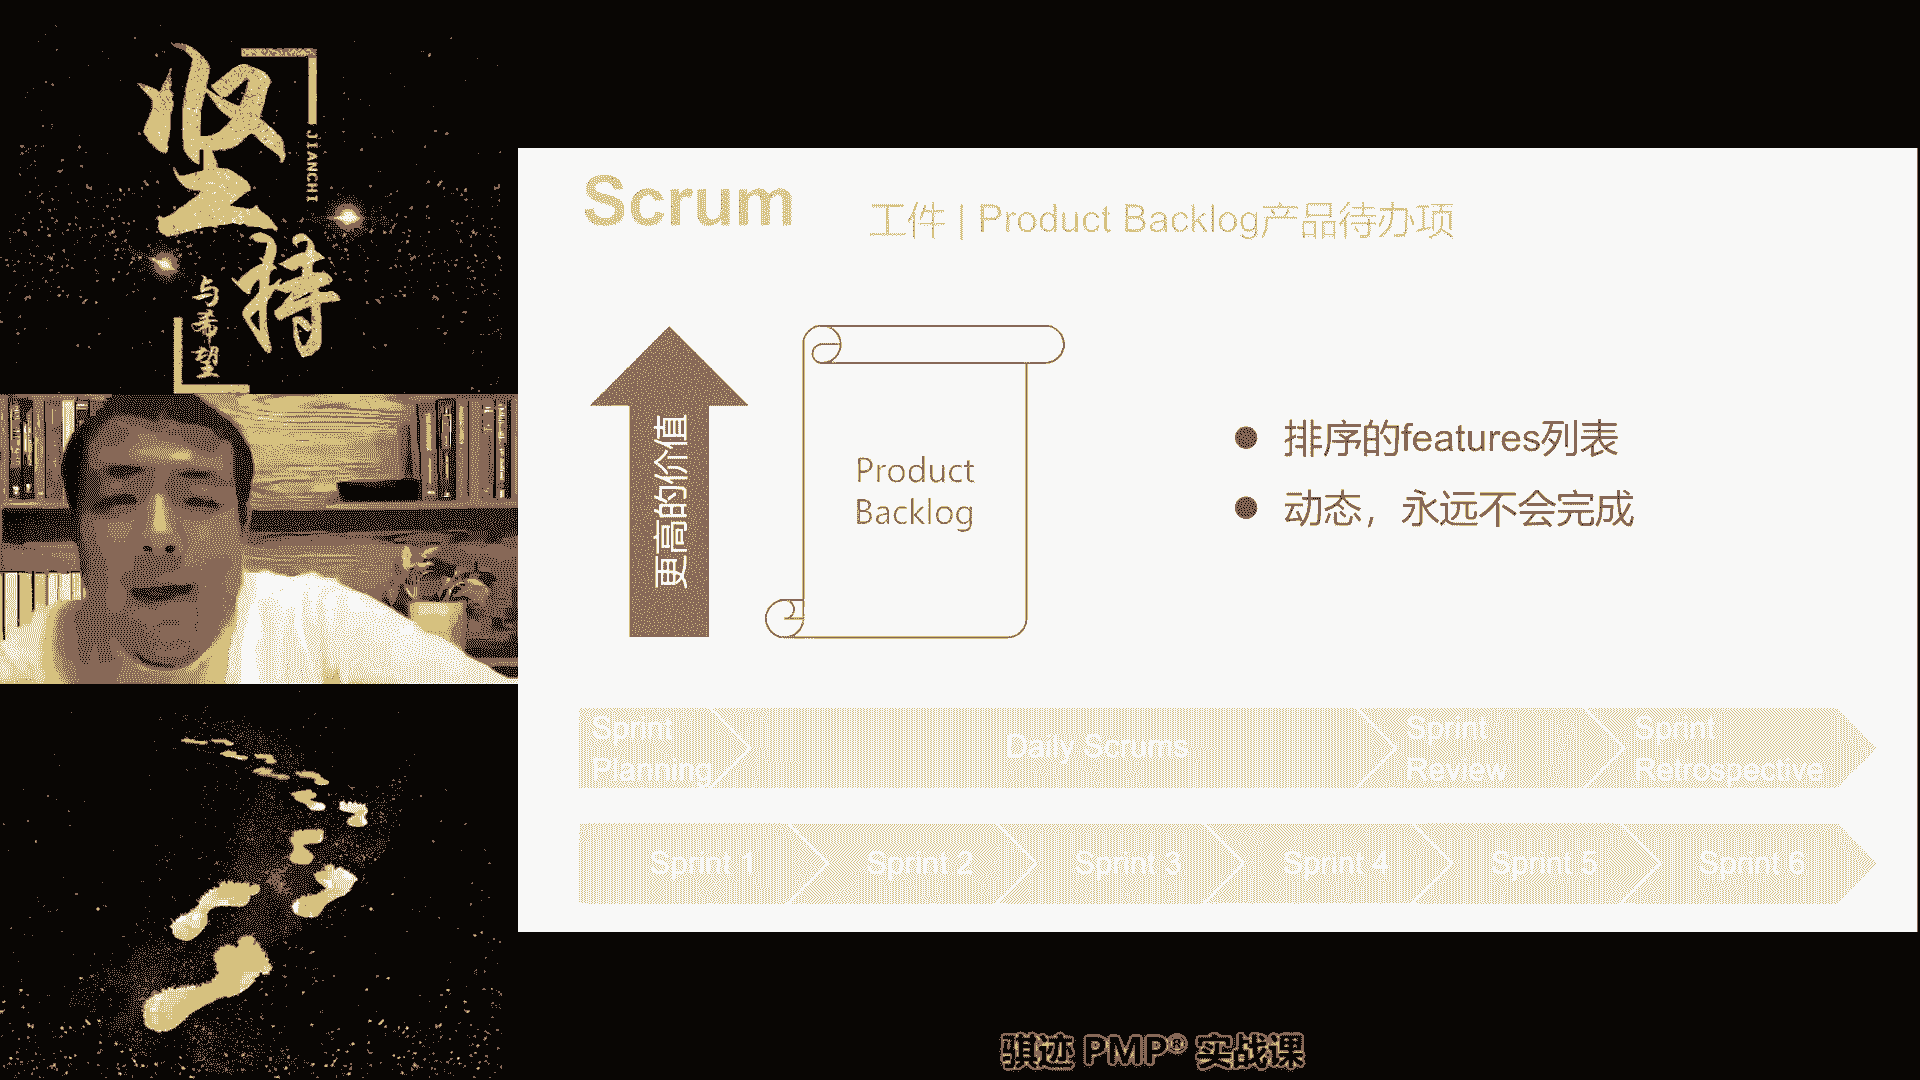 坚持
JIANCHI
与希望
Scrum
工件 | Product Backlog产品待办项
更高的价值
Product
Backlog
排序的features列表
动态，永远不会完成
Sprint
Planning
Daily Scrums
Sprint
Review
Sprint
Retrospective
Sprint 1
Sprint 2
Sprint 3
Sprint 4
Sprint 5
Sprint 6
骐迹 PMP® 实战课